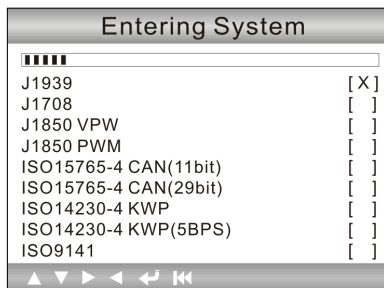 Entering System
J1939 [ X ]
J1708 [ ]
J1850 VPW [ ]
J1850 PWM [ ]
ISO15765-4 CAN(11bit) [ ]
ISO15765-4 CAN(29bit) [ ]
ISO14230-4 KWP [ ]
ISO14230-4 KWP(5BPS) [ ]
ISO9141 [ ]